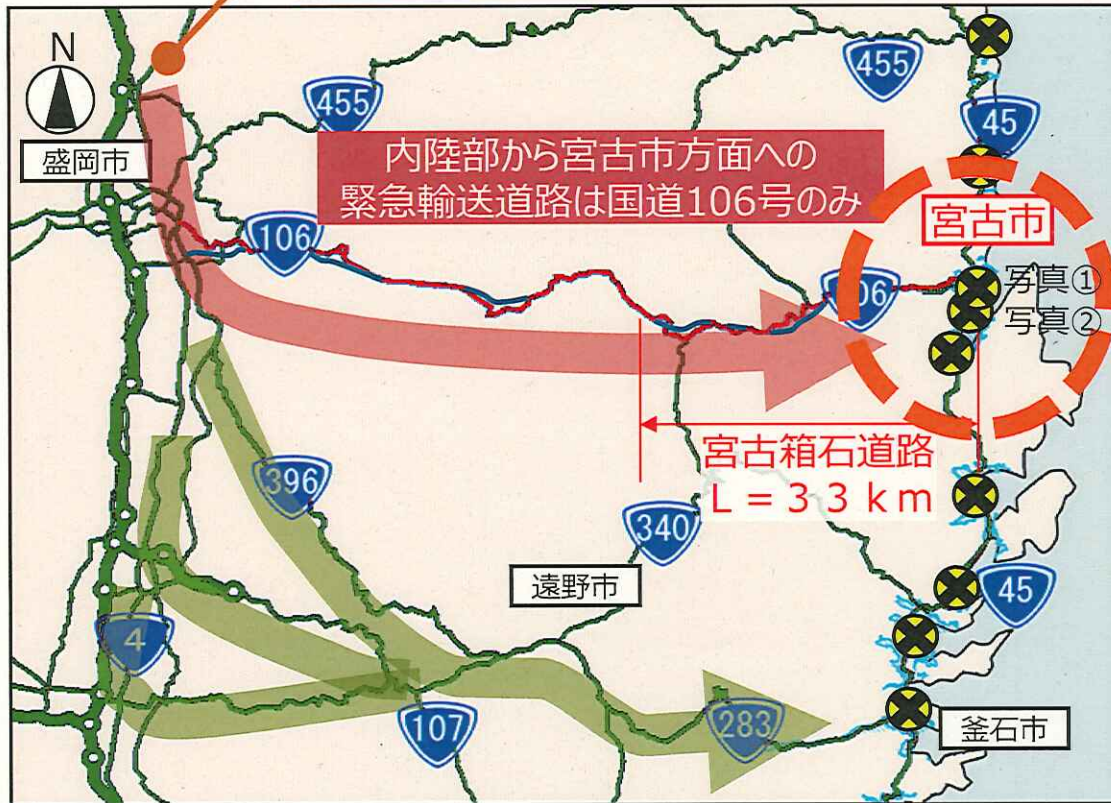 N
455
455
45
盛岡市
内陸部から宮古市方面への
緊急輸送道路は国道106号のみ
宮古市
106
106
写真①
写真②
宮古箱石道路
L=33km
396
340
遠野市
45
4
107
283
釜石市